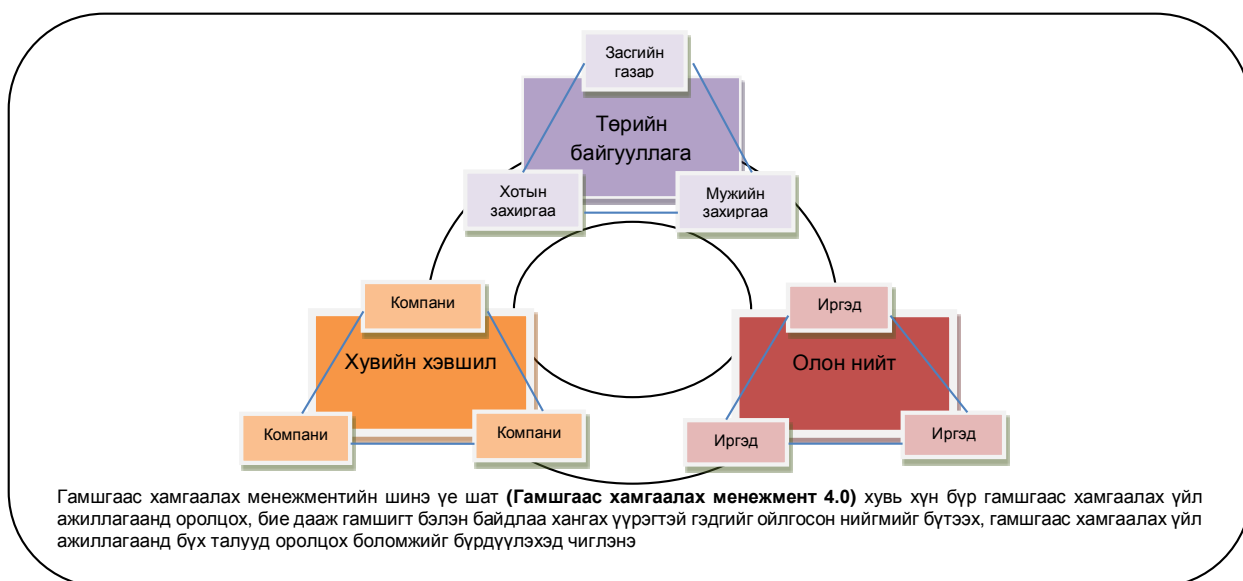 Засгийн
газар
Төрийн
байгууллага
Хотын
захиргаа
Мужийн
захиргаа
Компани
Хувийн хэвшил
Компани
Компани
Иргэд
Олон нийт
Иргэд
Иргэд
Гамшгаас хамгаалах менежментийн шинэ үе шат (Гамшгаас хамгаалах менежмент 4.0) хувь хүн бүр гамшгаас хамгаалах үйл
ажиллагаанд оролцох, бие дааж гамшигт бэлэн байдлаа хангах үүрэгтэй гэдгийг ойлгосон нийгмийг бүтээх, гамшгаас хамгаалах үйл
ажиллагаанд бүх талууд оролцох боломжийг бүрдүүлэхэд чиглэнэ